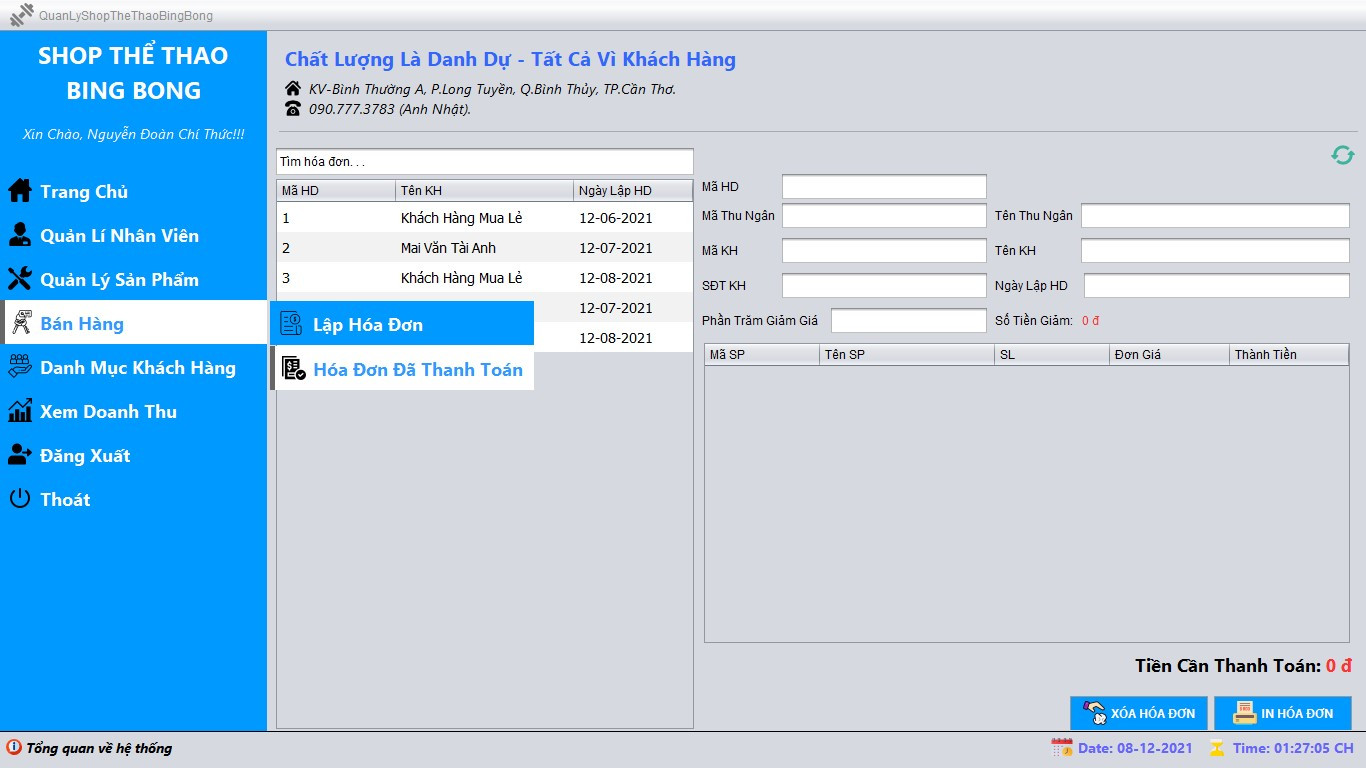 QuanLyShopTheThaoBingBong
SHOP THỂ THAO
BING BONG
Xin Chào, Nguyễn Đoàn Chí Thức!!!
Trang Chủ
Quản Lí Nhân Viên
Quản Lý Sản Phẩm
Bán Hàng
Danh Mục Khách Hàng
Xem Doanh Thu
Đăng Xuất
Thoát
Lập Hóa Đơn
Hóa Đơn Đã Thanh Toán
Chất Lượng Là Danh Dự - Tất Cả Vì Khách Hàng
KV-Bình Thường A, P.Long Tuyền, Q.Bình Thủy, TP.Cần Thơ.
090.777.3783 (Anh Nhật).
Tìm hóa đơn. . .
Mã HD Tên KH Ngày Lập HD
1 Khách Hàng Mua Lẻ 12-06-2021
2 Mai Văn Tài Anh 12-07-2021
3 Khách Hàng Mua Lẻ 12-08-2021
12-07-2021
12-08-2021
Mã HD
Mã Thu Ngân Tên Thu Ngân
Mã KH Tên KH
SĐT KH Ngày Lập HD
Phần Trăm Giảm Giá Số Tiền Giảm: 0 đ
Mã SP Tên SP SL Đơn Giá Thành Tiền
Tiền Cần Thanh Toán: 0 đ
XÓA HÓA ĐƠN IN HÓA ĐƠN
Tổng quan về hệ thống
Date: 08-12-2021 Time: 01:27:05 CH